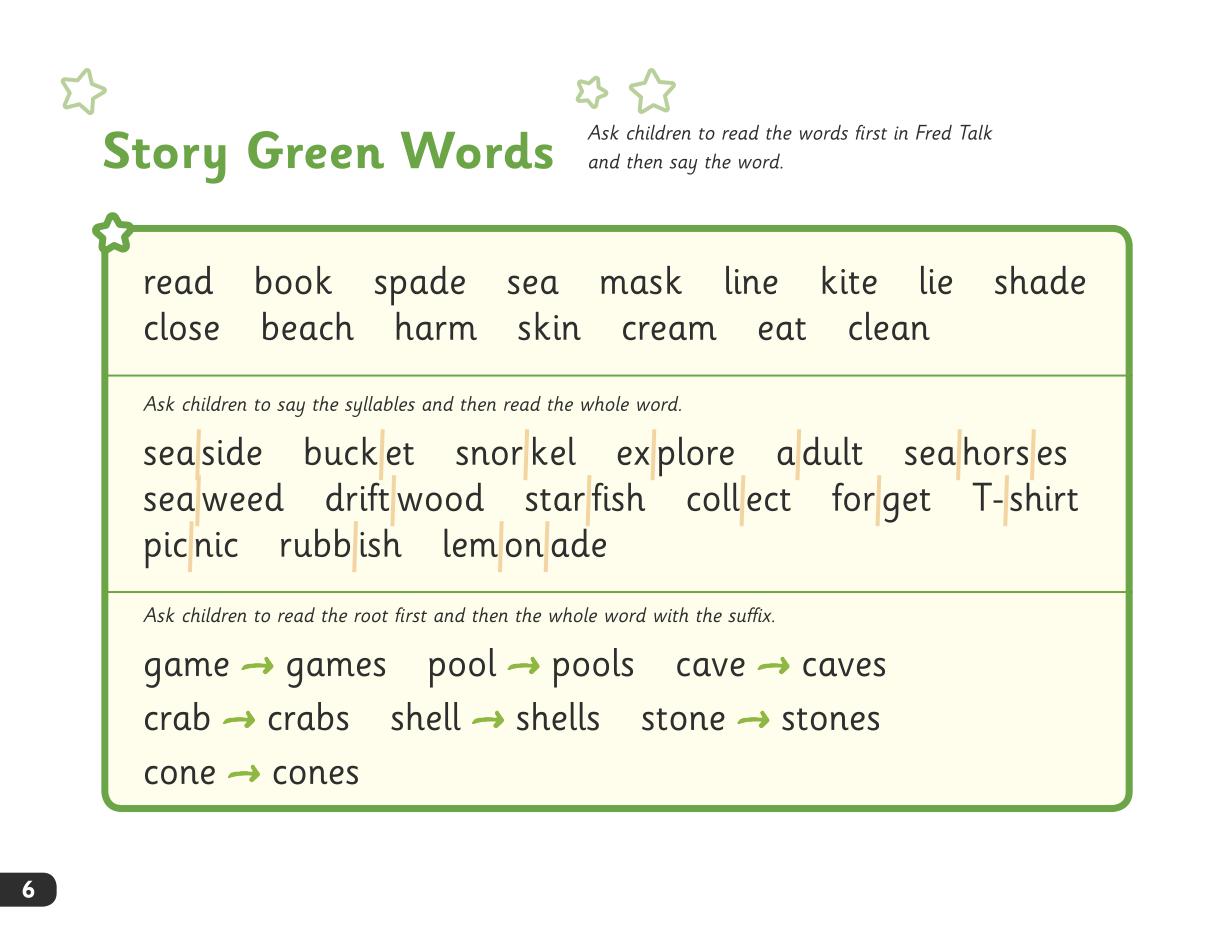 Story Green Words
Ask children to read the words first in Fred Talk
and then say the word.
read book spade sea mask line kite lie shade
close beach harm skin cream eat clean
Ask children to say the syllables and then read the whole word.
sea|side buck|et snor|kel ex|plore a|dult sea|hors|es
sea|weed drift|wood star|fish coll|ect for|get T-|shirt
pic|nic rubb|ish lem|on|ade
Ask children to read the root first and then the whole word with the suffix.
game → games pool → pools cave → caves
crab → crabs shell → shells stone → stones
cone → cones
6